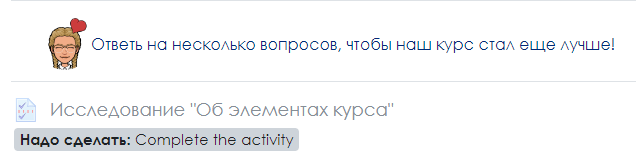 Ответь на несколько вопросов, чтобы наш курс стал еще лучше!
Исследование "Об элементах курса"
Надо сделать: Complete the activity